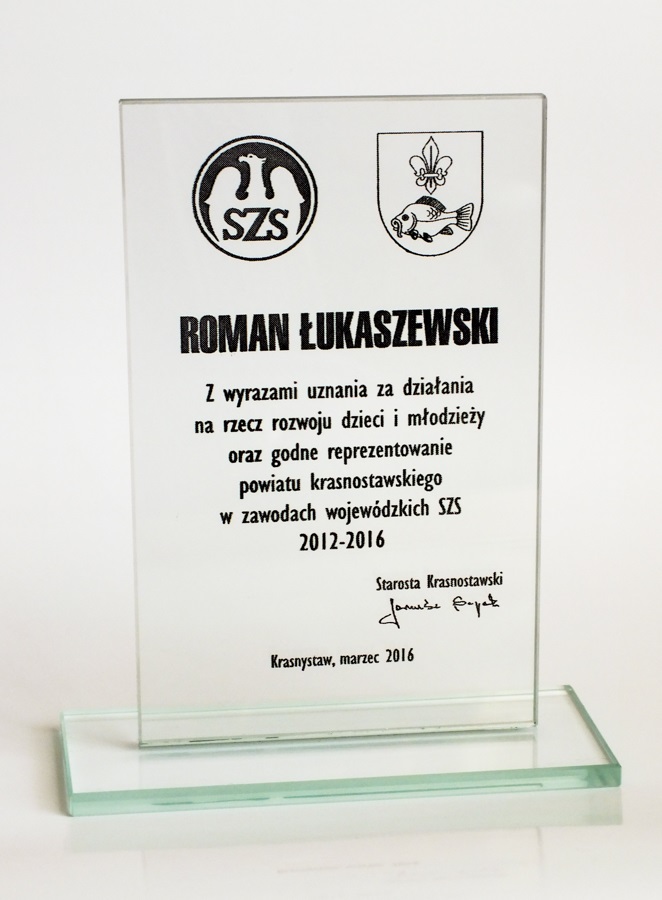 SZS
ROMAN ŁUKASZEWSKI
Z wyrazami uznania za działania
na rzecz rozwoju dzieci i młodzieży
oraz godne reprezentowanie
powiatu krasnostawskiego
w zawodach wojewódzkich SZS
2012-2016
Starosta Krasnostawski
Janusz
Krasnystaw, marzec 2016